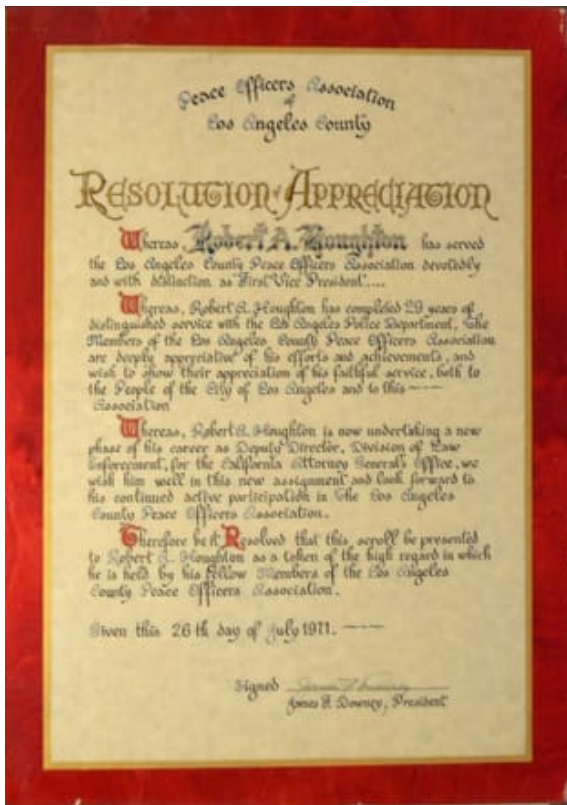 Peace Officers Association
of
Los Angeles County
RESOLUTION of APPRECIATION
Whereas, Robert A. Houghton has served
the Los Angeles County Peace Officers Association devotedly
and with distinction as "First Vice President"....
Whereas, Robert A. Houghton has completed 29 years of
distinguished service with the Los Angeles Police Department, The
Members of the Los Angeles County Peace Officers Association
are deeply appreciative of his efforts and achievements, and
wish to show their appreciation of his faithful service, both to
the People of the City of Los Angeles and to this ~~~
Association
Whereas, Robert A. Houghton is now undertaking a new
phase of his career as Deputy Director, Division of Law
Enforcement, for the California Attorney General's Office, we
wish him well in this new assignment and look forward to
his continued active participation in The Los Angeles
County Peace Officers Association.
Therefore be it Resolved that this scroll be presented
to Robert A. Houghton as a token of the high regard in which
he is held by his fellow Members of the Los Angeles
County Peace Officers Association.
Given this 26th day of July 1971. ~~~
Signed
James F. Downey, President